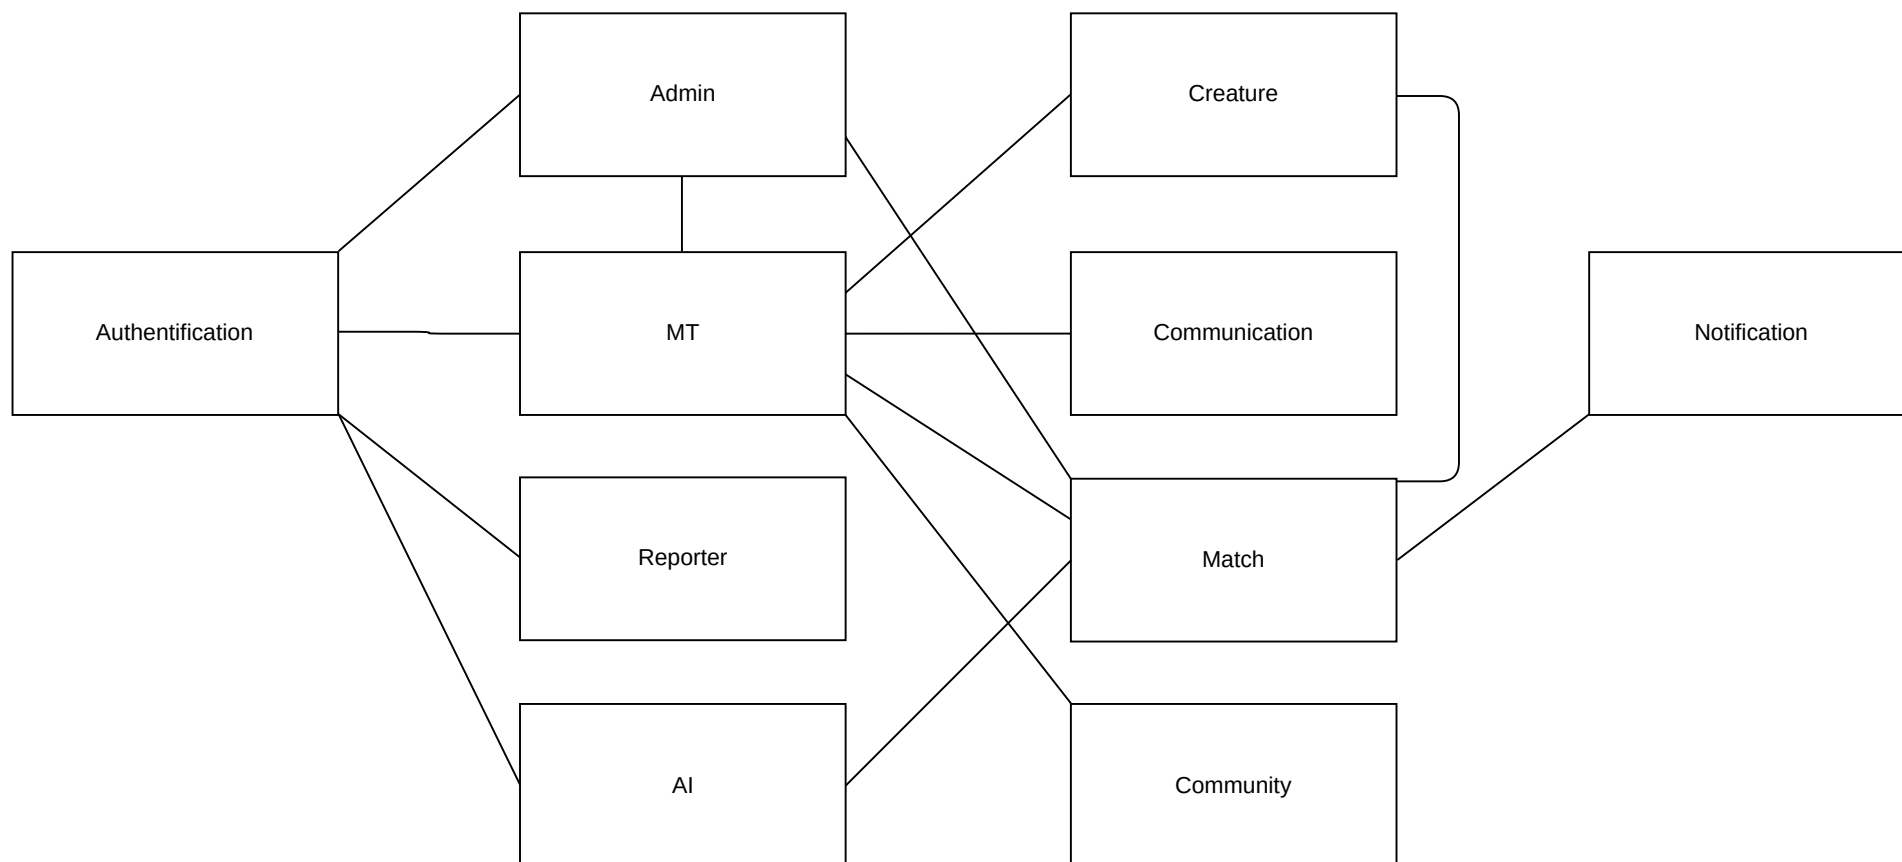 Admin
Creature
Authentification
MT
Communication
Notification
Reporter
Match
AI
Community